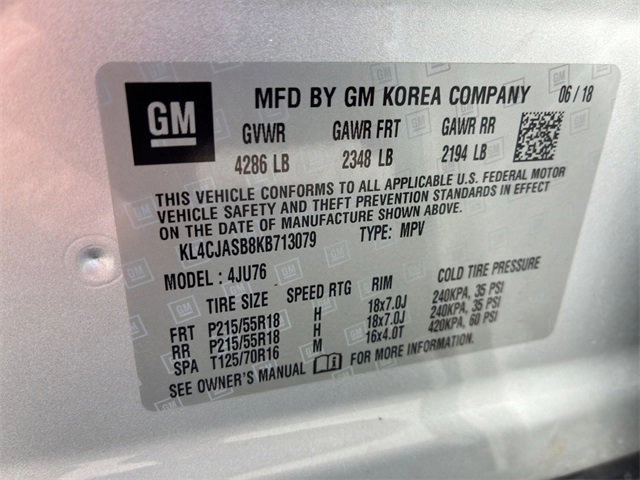 GM
MFD BY GM KOREA COMPANY 06/18
GVWR GAWR FRT GAWR RR
4286 LB 2348 LB 2194 LB
THIS VEHICLE CONFORMS TO ALL APPLICABLE U.S. FEDERAL MOTOR
VEHICLE SAFETY AND THEFT PREVENTION STANDARDS IN EFFECT
ON THE DATE OF MANUFACTURE SHOWN ABOVE.
KL4CJASB8KB713079 TYPE: MPV
MODEL: 4JU76
TIRE SIZE SPEED RTG RIM COLD TIRE PRESSURE
FRT P215/55R18 H 18x7.0J 240KPA, 35 PSI
RR P215/55R18 H 18x7.0J 240KPA, 35 PSI
SPA T125/70R16 M 16x4.0T 420KPA, 60 PSI
SEE OWNER'S MANUAL FOR MORE INFORMATION.